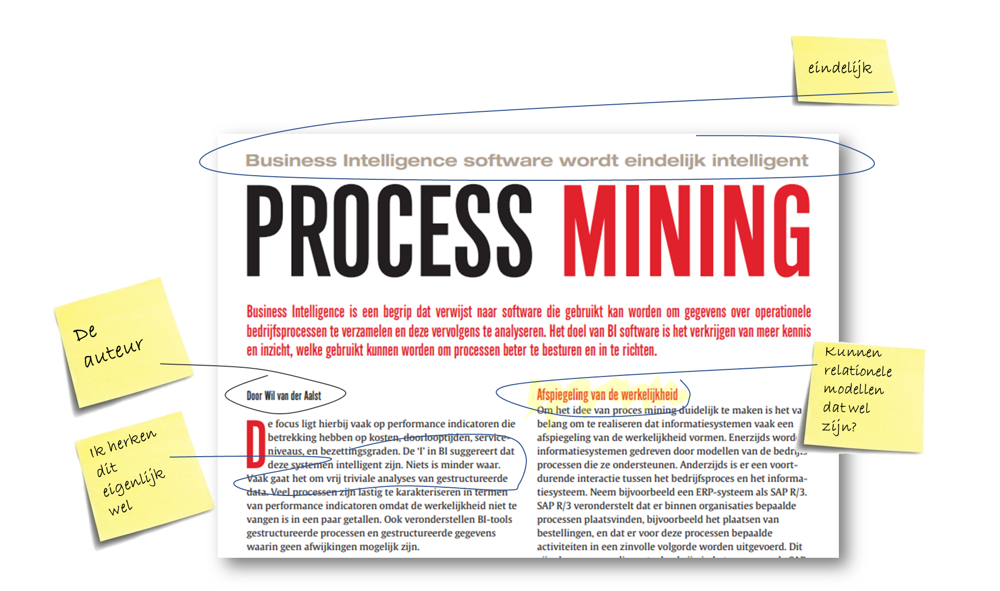 eindelijk
Business Intelligence software wordt eindelijk intelligent
PROCESS MINING
Business Intelligence is een begrip dat verwijst naar software die gebruikt kan worden om gegevens over operationele
bedrijfsprocessen te verzamelen en deze vervolgens te analyseren. Het doel van BI software is het verkrijgen van meer kennis
en inzicht, welke gebruikt kunnen worden om processen beter te besturen en in te richten.
De
auteur
Door Wil van der Aalst
De focus ligt hierbij vaak op performance indicatoren die
betrekking hebben op kosten, doorlooptijden, service-
niveaus, en bezettingsgraden. De ‘I’ in BI suggereert dat
deze systemen intelligent zijn. Niets is minder waar.
Vaak gaat het om vrij triviale analyses van gestructureerde
data. Veel processen zijn lastig te karakteriseren in termen
van performance indicatoren omdat de werkelijkheid niet te
vangen is in een paar getallen. Ook veronderstellen BI-tools
gestructureerde processen en gestructureerde gegevens
waarin geen afwijkingen mogelijk zijn.
Ik herken
dit
eigenlijk
wel
Afspiegeling van de werkelijkheid
Om het idee van proces mining duidelijk te maken is het
belang om te realiseren dat informatiesystemen vaak een
afspiegeling van de werkelijkheid vormen. Enerzijds
informatiesystemen gedreven door modellen van de
processen die ze ondersteunen. Anderzijds is er een voort-
durende interactie tussen het bedrijfsproces en het informa-
tiesysteem. Neem bijvoorbeeld een ERP-systeem als SAP R/3.
SAP R/3 veronderstelt dat er binnen organisaties bepaalde
processen plaatsvinden, bijvoorbeeld het plaatsen van
bestellingen, en dat er voor deze processen bepaalde
activiteiten in een zinvolle volgorde worden uitgevoerd. Dit
Kunnen
relationele
modellen
dat wel
zijn?